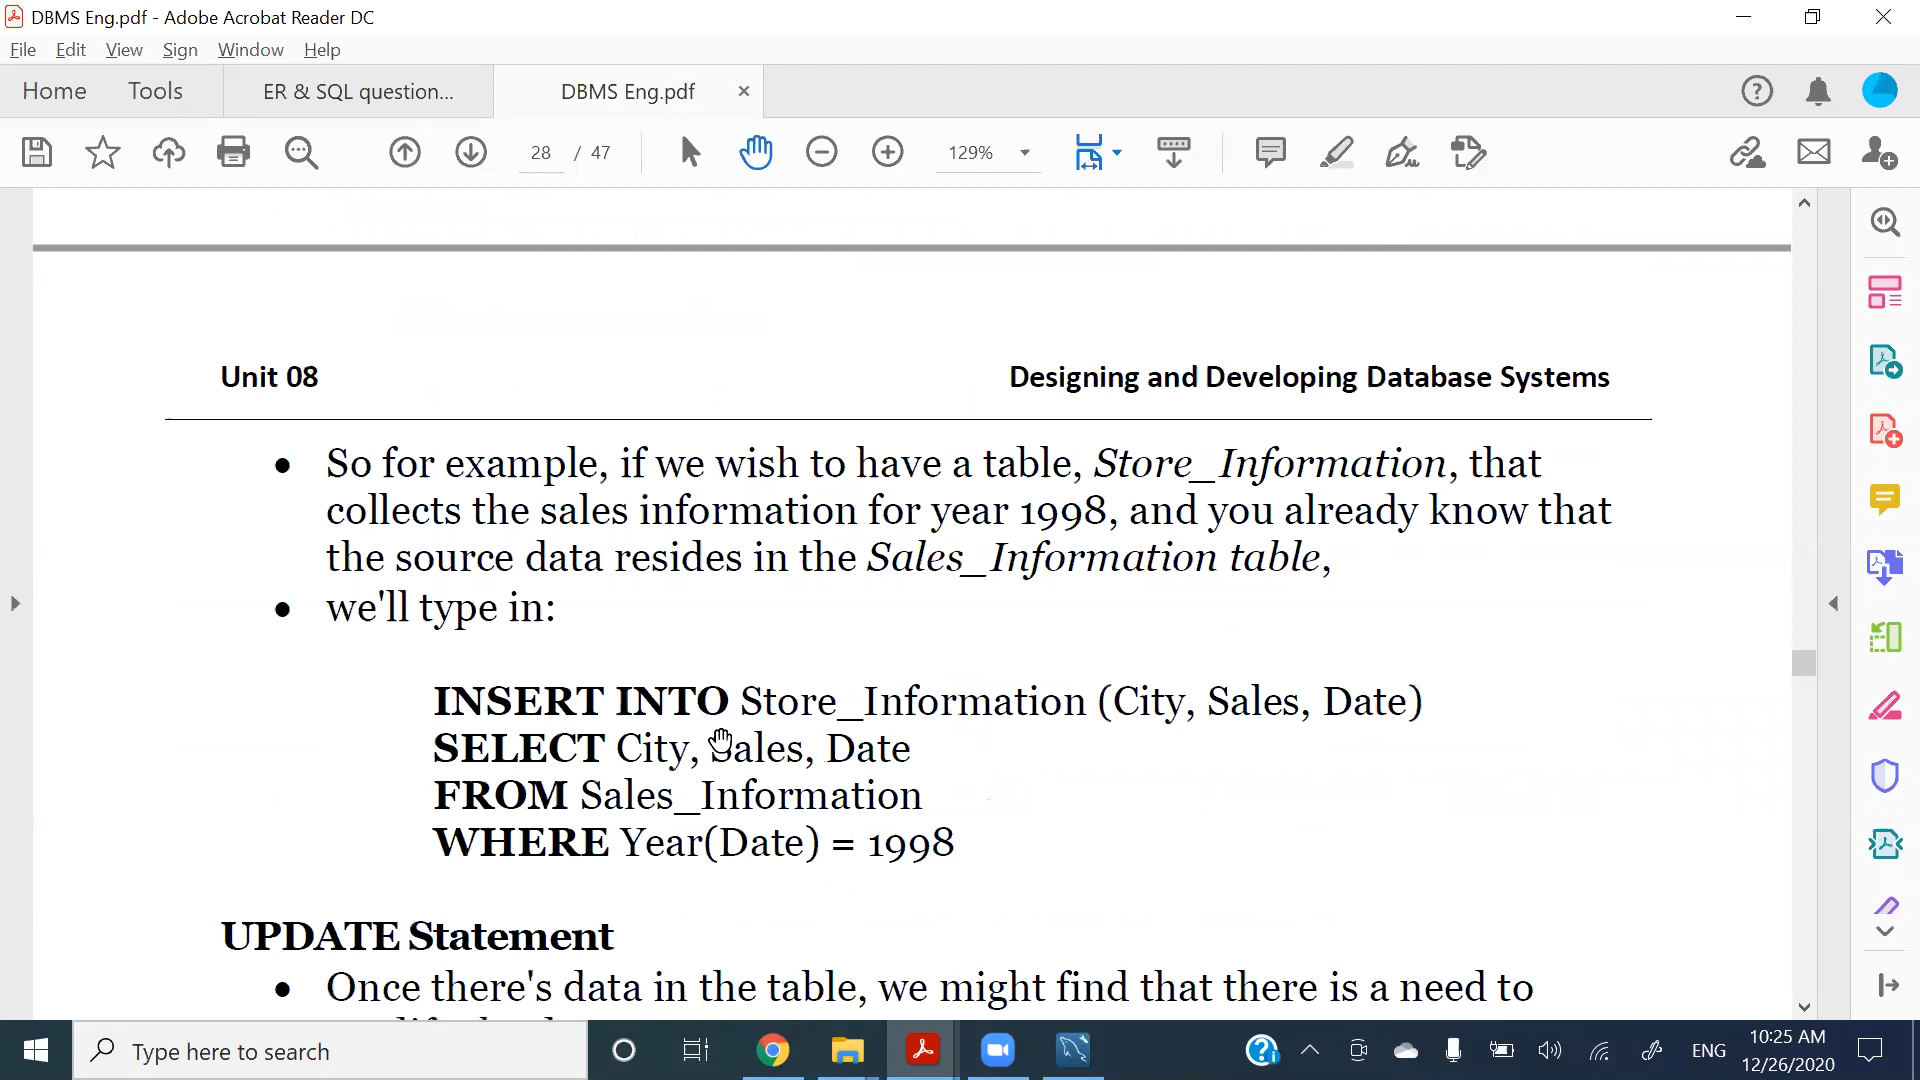 DBMS Eng.pdf - Adobe Acrobat Reader DC
File Edit View Sign Window Help
Home Tools ER & SQL question... DBMS Eng.pdf
28 / 47 129%
Unit 08 Designing and Developing Database Systems
• So for example, if we wish to have a table, Store_Information, that
collects the sales information for year 1998, and you already know that
the source data resides in the Sales_Information table,
• we'll type in:
INSERT INTO Store_Information (City, Sales, Date)
SELECT City, Sales, Date
FROM Sales_Information
WHERE Year(Date) = 1998
UPDATE Statement
• Once there's data in the table, we might find that there is a need to
Type here to search
ENG
10:25 AM
12/26/2020